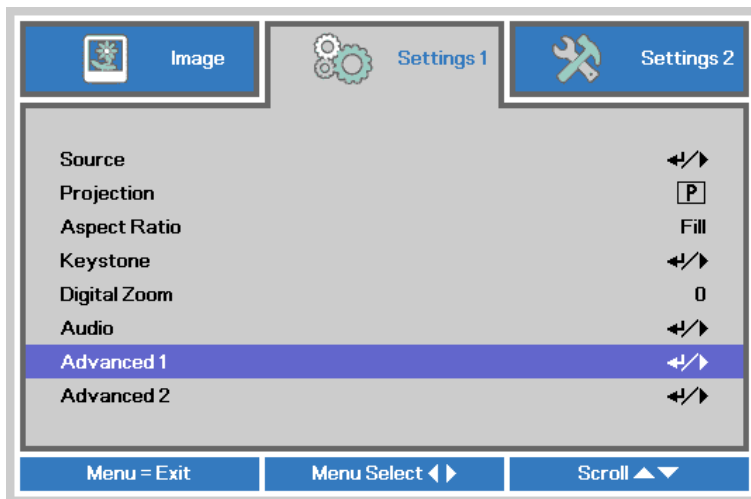 Image
Settings 1
Settings 2
Source
Projection P
Aspect Ratio Fill
Keystone
Digital Zoom 0
Audio
Advanced 1
Advanced 2
Menu = Exit
Menu Select
Scroll